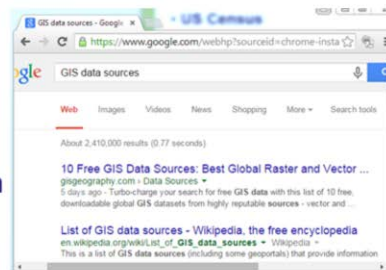 GIS data sources - Google
- US Census
https://www.google.com/webhp?sourceid=chrome-insta
gle
GIS data sources
Web Images Videos News Shopping More Search tools
About 2,410,000 results (0.77 seconds)
10 Free GIS Data Sources: Best Global Raster and Vector ...
gisgeography.com › Data Sources
5 days ago - Turbo-charge your search for free GIS data with this list of 10 free,
downloadable global GIS datasets from highly reputable sources - vector and ...
List of GIS data sources - Wikipedia, the free encyclopedia
en.wikipedia.org/wiki/List_of_GIS_data_sources Wikipedia
This is a list of GIS data sources (including some geoportals) that provide information